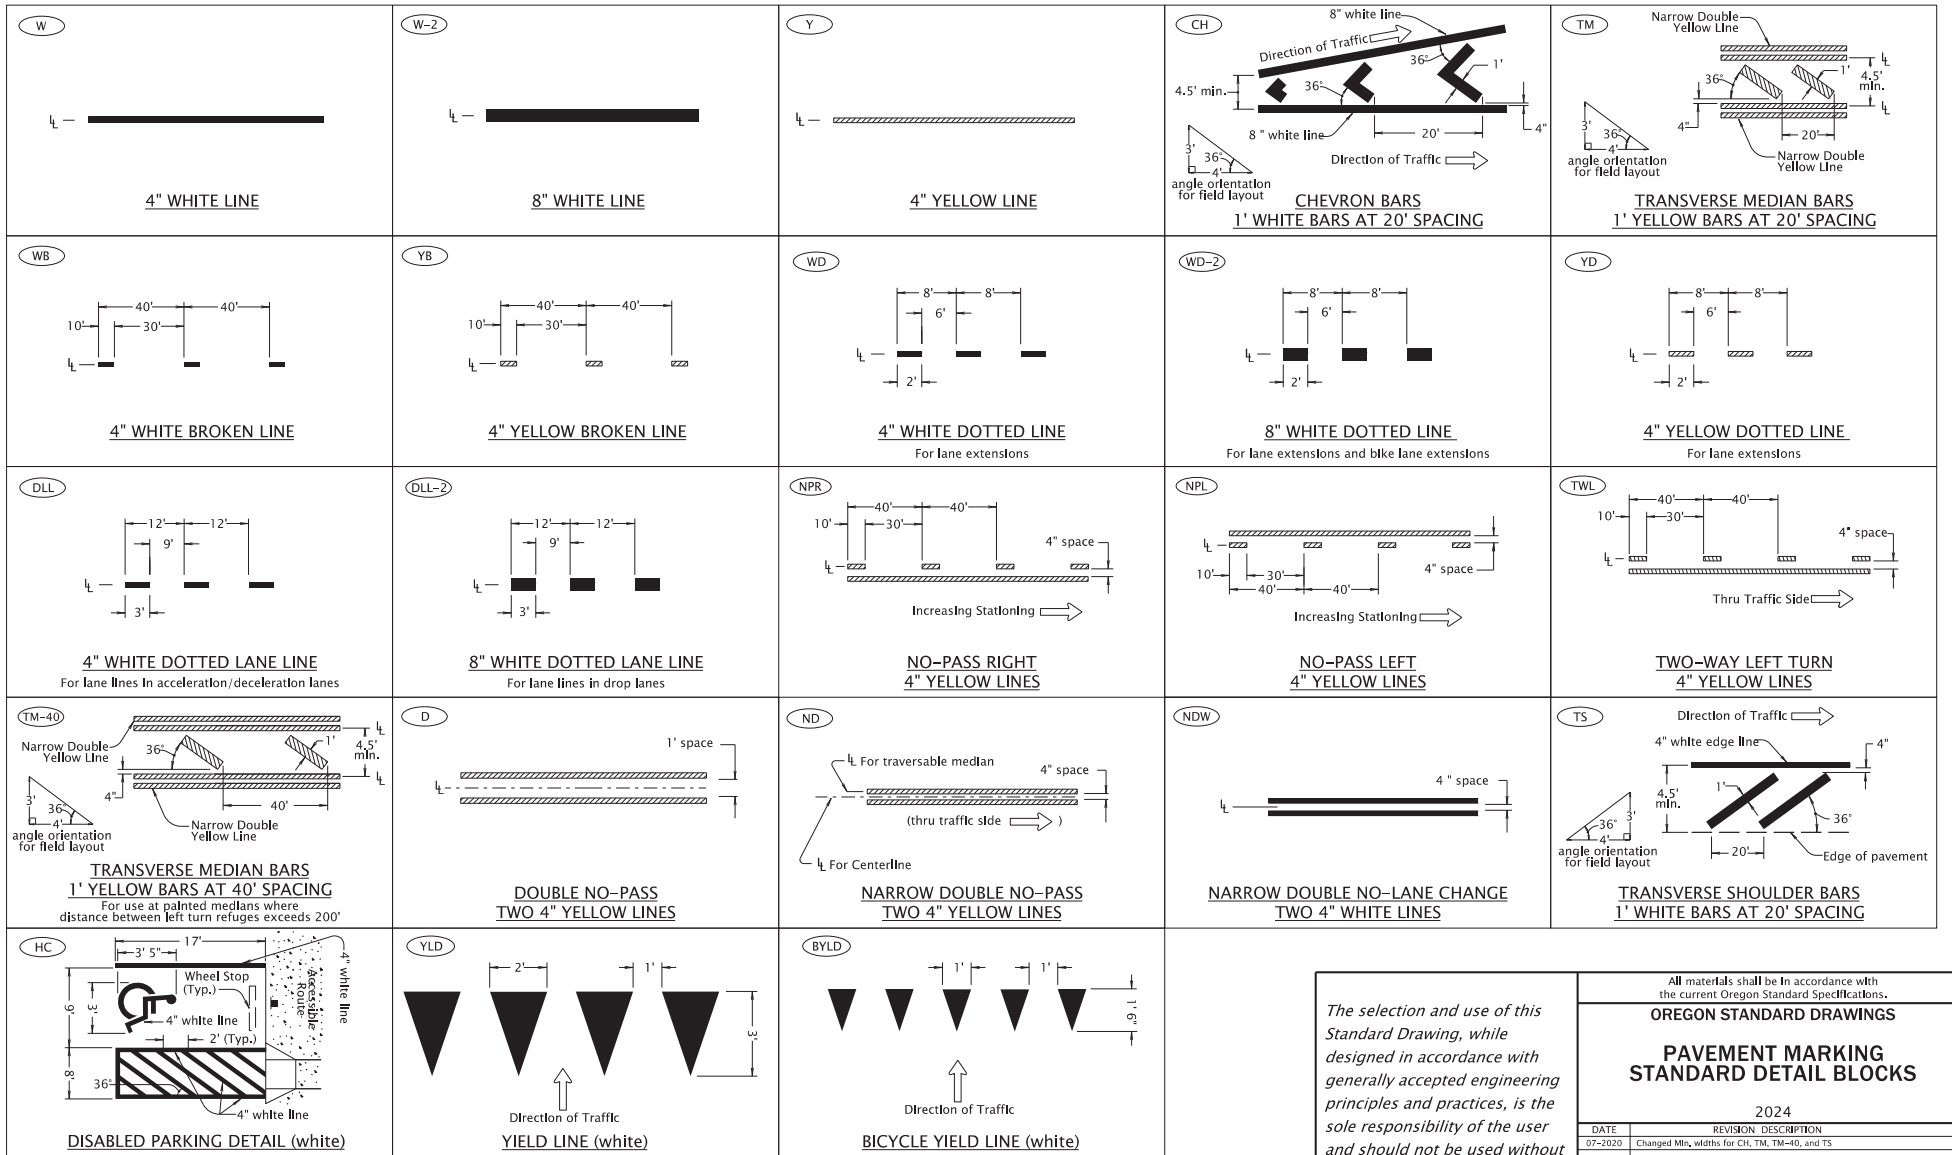 W
4" WHITE LINE
W-2
8" WHITE LINE
Y
4" YELLOW LINE
CH
8" white line
Direction of Traffic
36°
36°
1'
4.5' min.
8 " white line
20'
4"
3'
36°
4'
angle orientation
for field layout
Direction of Traffic
CHEVRON BARS
1' WHITE BARS AT 20' SPACING
TM
Narrow Double
Yellow Line
36°
1'
4.5'
min.
4"
20'
3'
36°
4'
angle orientation
for field layout
Narrow Double
Yellow Line
TRANSVERSE MEDIAN BARS
1' YELLOW BARS AT 20' SPACING
WB
40' 40'
10' 30'
4" WHITE BROKEN LINE
YB
40' 40'
10' 30'
4" YELLOW BROKEN LINE
WD
8' 8'
6'
2'
4" WHITE DOTTED LINE
For lane extensions
WD-2
8' 8'
6'
2'
8" WHITE DOTTED LINE
For lane extensions and bike lane extensions
YD
8' 8'
6'
2'
4" YELLOW DOTTED LINE
For lane extensions
DLL
12' 12'
9'
3'
4" WHITE DOTTED LANE LINE
For lane lines in acceleration/deceleration lanes
DLL-2
12' 12'
9'
3'
8" WHITE DOTTED LANE LINE
For lane lines in drop lanes
NPR
40' 40'
10' 30'
4" space
Increasing Stationing
NO-PASS RIGHT
4" YELLOW LINES
NPL
4" space
10' 30'
40' 40'
Increasing Stationing
NO-PASS LEFT
4" YELLOW LINES
TWL
40' 40'
10' 30'
4" space
Thru Traffic Side
TWO-WAY LEFT TURN
4" YELLOW LINES
TM-40
Narrow Double
Yellow Line
36°
1'
4.5'
min.
4"
40'
3'
36°
4'
angle orientation
for field layout
Narrow Double
Yellow Line
TRANSVERSE MEDIAN BARS
1' YELLOW BARS AT 40' SPACING
For use at painted medians where
distance between left turn refuges exceeds 200'
D
1' space
DOUBLE NO-PASS
TWO 4" YELLOW LINES
ND
For traversable median
4" space
(thru traffic side )
For Centerline
NARROW DOUBLE NO-PASS
TWO 4" YELLOW LINES
NDW
4 " space
NARROW DOUBLE NO-LANE CHANGE
TWO 4" WHITE LINES
TS
Direction of Traffic
4" white edge line
4"
1'
4.5'
min.
36°
20'
3'
36°
4'
angle orientation
for field layout
Edge of pavement
TRANSVERSE SHOULDER BARS
1' WHITE BARS AT 20' SPACING
HC
17'
3' 5"
Wheel Stop
(Typ.)
Accessible
Route
4" white line
9'
3'
4" white line
2' (Typ.)
8'
36°
4" white line
DISABLED PARKING DETAIL (white)
YLD
2' 1'
3'
Direction of Traffic
YIELD LINE (white)
BYLD
1' 1'
1' 6"
Direction of Traffic
BICYCLE YIELD LINE (white)
The selection and use of this
Standard Drawing, while
designed in accordance with
generally accepted engineering
principles and practices, is the
sole responsibility of the user
and should not be used without
All materials shall be in accordance with
the current Oregon Standard Specifications.
OREGON STANDARD DRAWINGS
PAVEMENT MARKING
STANDARD DETAIL BLOCKS
2024
DATE REVISION DESCRIPTION
07-2020 Changed Min. widths for CH, TM, TM-40, and TS